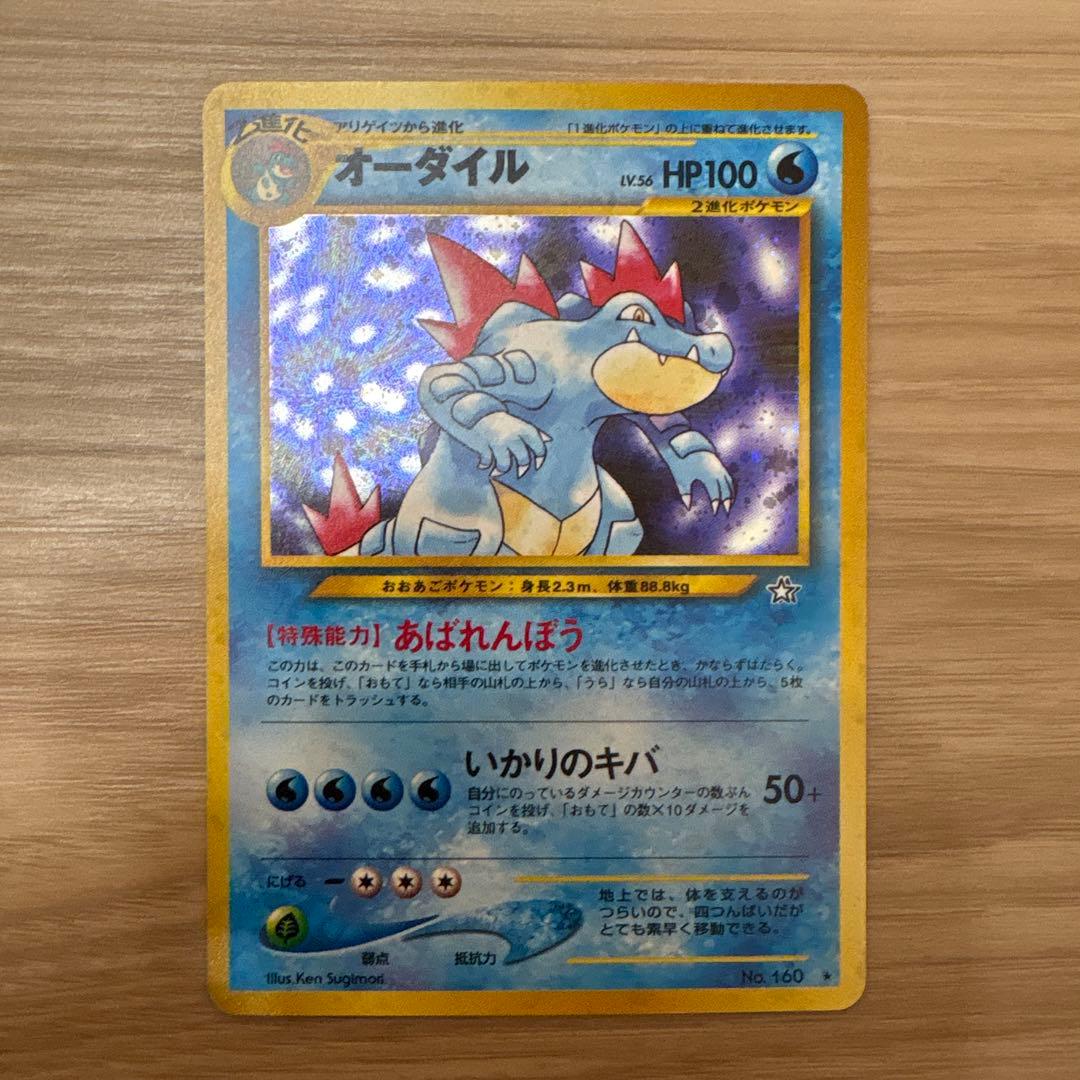 2進化
アリゲイツから進化
「1進化ポケモン」の上に重ねて進化させます。
オーダイル
LV.56 HP100
2進化ポケモン
おおあごポケモン：身長2.3m、体重88.8kg
【特殊能力】あばれんぼう
この力は、このカードを手札から場に出してポケモンを進化させたとき、かならずはたらく。
コインを投げ、「おもて」なら相手の山札の上から、「うら」なら自分の山札の上から、5枚
のカードをトラッシュする。
いかりのキバ
50+
自分にのっているダメージカウンターの数ぶん
コインを投げ、「おもて」の数×10ダメージを
追加する。
にげる
弱点
抵抗力
地上では、体を支えるのが
つらいので、四つんばいだが
とても素早く移動できる。
Illus.Ken Sugimori
No.160 ★